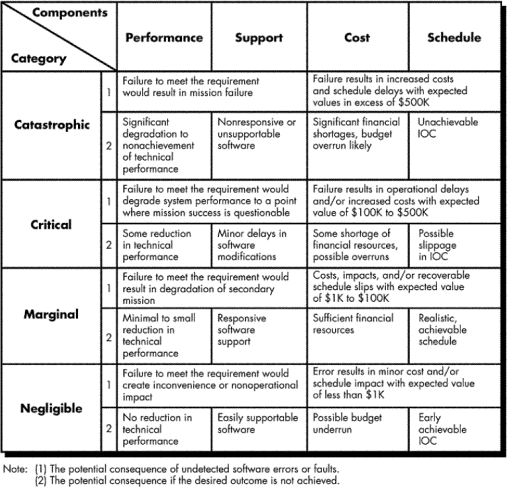 Components
Category
Performance
Support
Cost
Schedule
Catastrophic
1
Failure to meet the requirement
would result in mission failure
Failure results in increased costs
and schedule delays with expected
values in excess of $500K
2
Significant
degradation to
nonachievement
of technical
performance
Nonresponsive or
unsupportable
software
Significant financial
shortages, budget
overrun likely
Unachievable
IOC
Critical
1
Failure to meet the requirement would
degrade system performance to a point
where mission success is questionable
Failure results in operational delays
and/or increased costs with expected
value of $100K to $500K
2
Some reduction
in technical
performance
Minor delays in
software
modifications
Some shortage of
financial resources,
possible overruns
Possible
slippage
in IOC
Marginal
1
Failure to meet the requirement would
result in degradation of secondary
mission
Costs, impacts, and/or recoverable
schedule slips with expected value
of $1K to $100K
2
Minimal to small
reduction in
technical
performance
Responsive
software
support
Sufficient financial
resources
Realistic,
achievable
schedule
Negligible
1
Failure to meet the requirement would
create inconvenience or nonoperational
impact
Error results in minor cost and/or
schedule impact with expected value
of less than $1K
2
No reduction in
technical
performance
Easily supportable
software
Possible budget
underrun
Early
achievable
IOC
Note: (1) The potential consequence of undetected software errors or faults.
(2) The potential consequence if the desired outcome is not achieved.